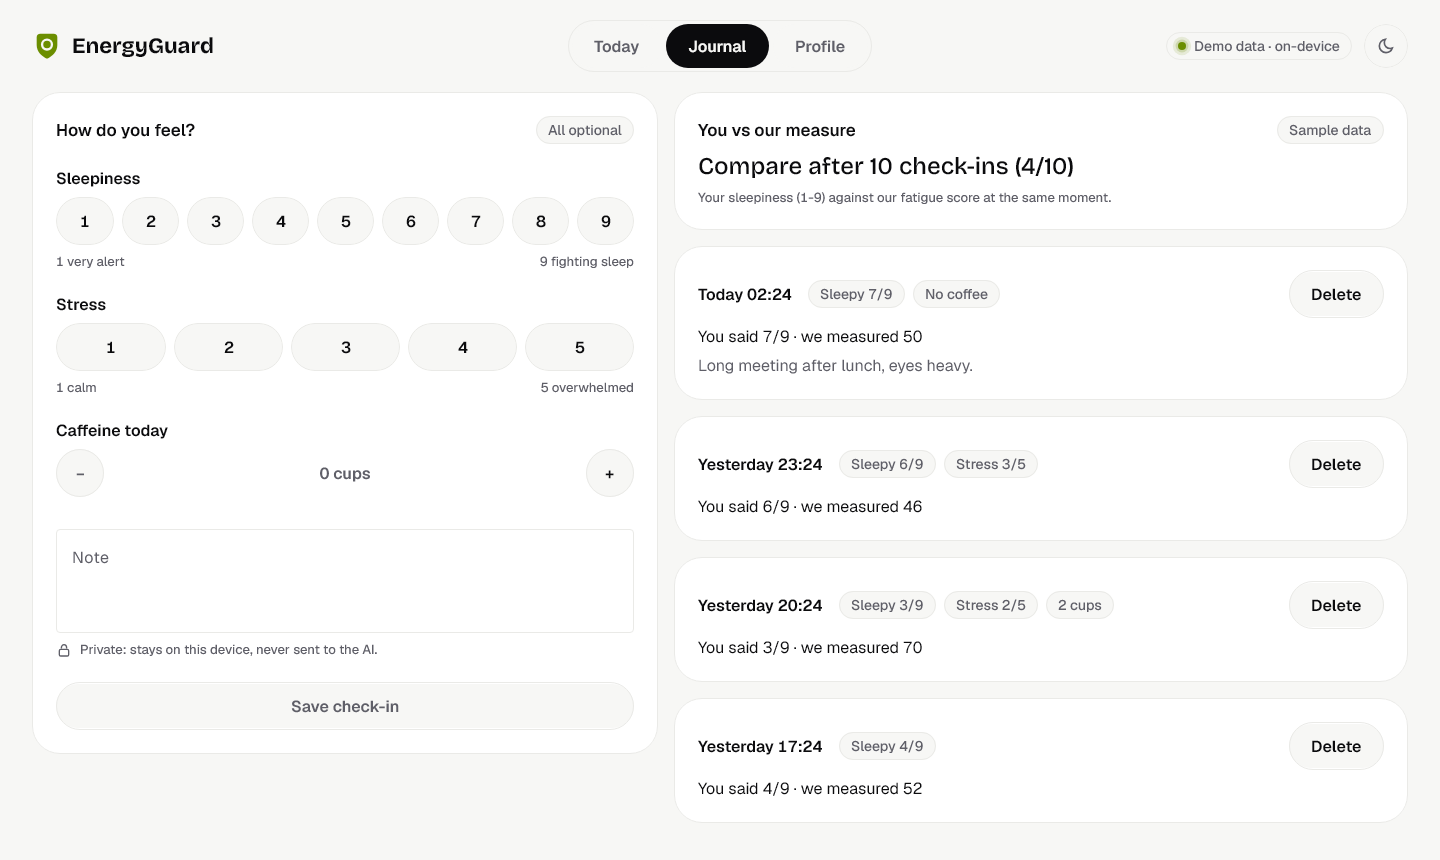 EnergyGuard
Today
Journal
Profile
Demo data · on-device
How do you feel?
All optional
Sleepiness
1 2 3 4 5 6 7 8 9
1 very alert
9 fighting sleep
Stress
1 2 3 4 5
1 calm
5 overwhelmed
Caffeine today
− 0 cups +
Note
Private: stays on this device, never sent to the AI.
Save check-in
You vs our measure
Sample data
Compare after 10 check-ins (4/10)
Your sleepiness (1-9) against our fatigue score at the same moment.
Today 02:24
Sleepy 7/9
No coffee
Delete
You said 7/9 · we measured 50
Long meeting after lunch, eyes heavy.
Yesterday 23:24
Sleepy 6/9
Stress 3/5
Delete
You said 6/9 · we measured 46
Yesterday 20:24
Sleepy 3/9
Stress 2/5
2 cups
Delete
You said 3/9 · we measured 70
Yesterday 17:24
Sleepy 4/9
Delete
You said 4/9 · we measured 52